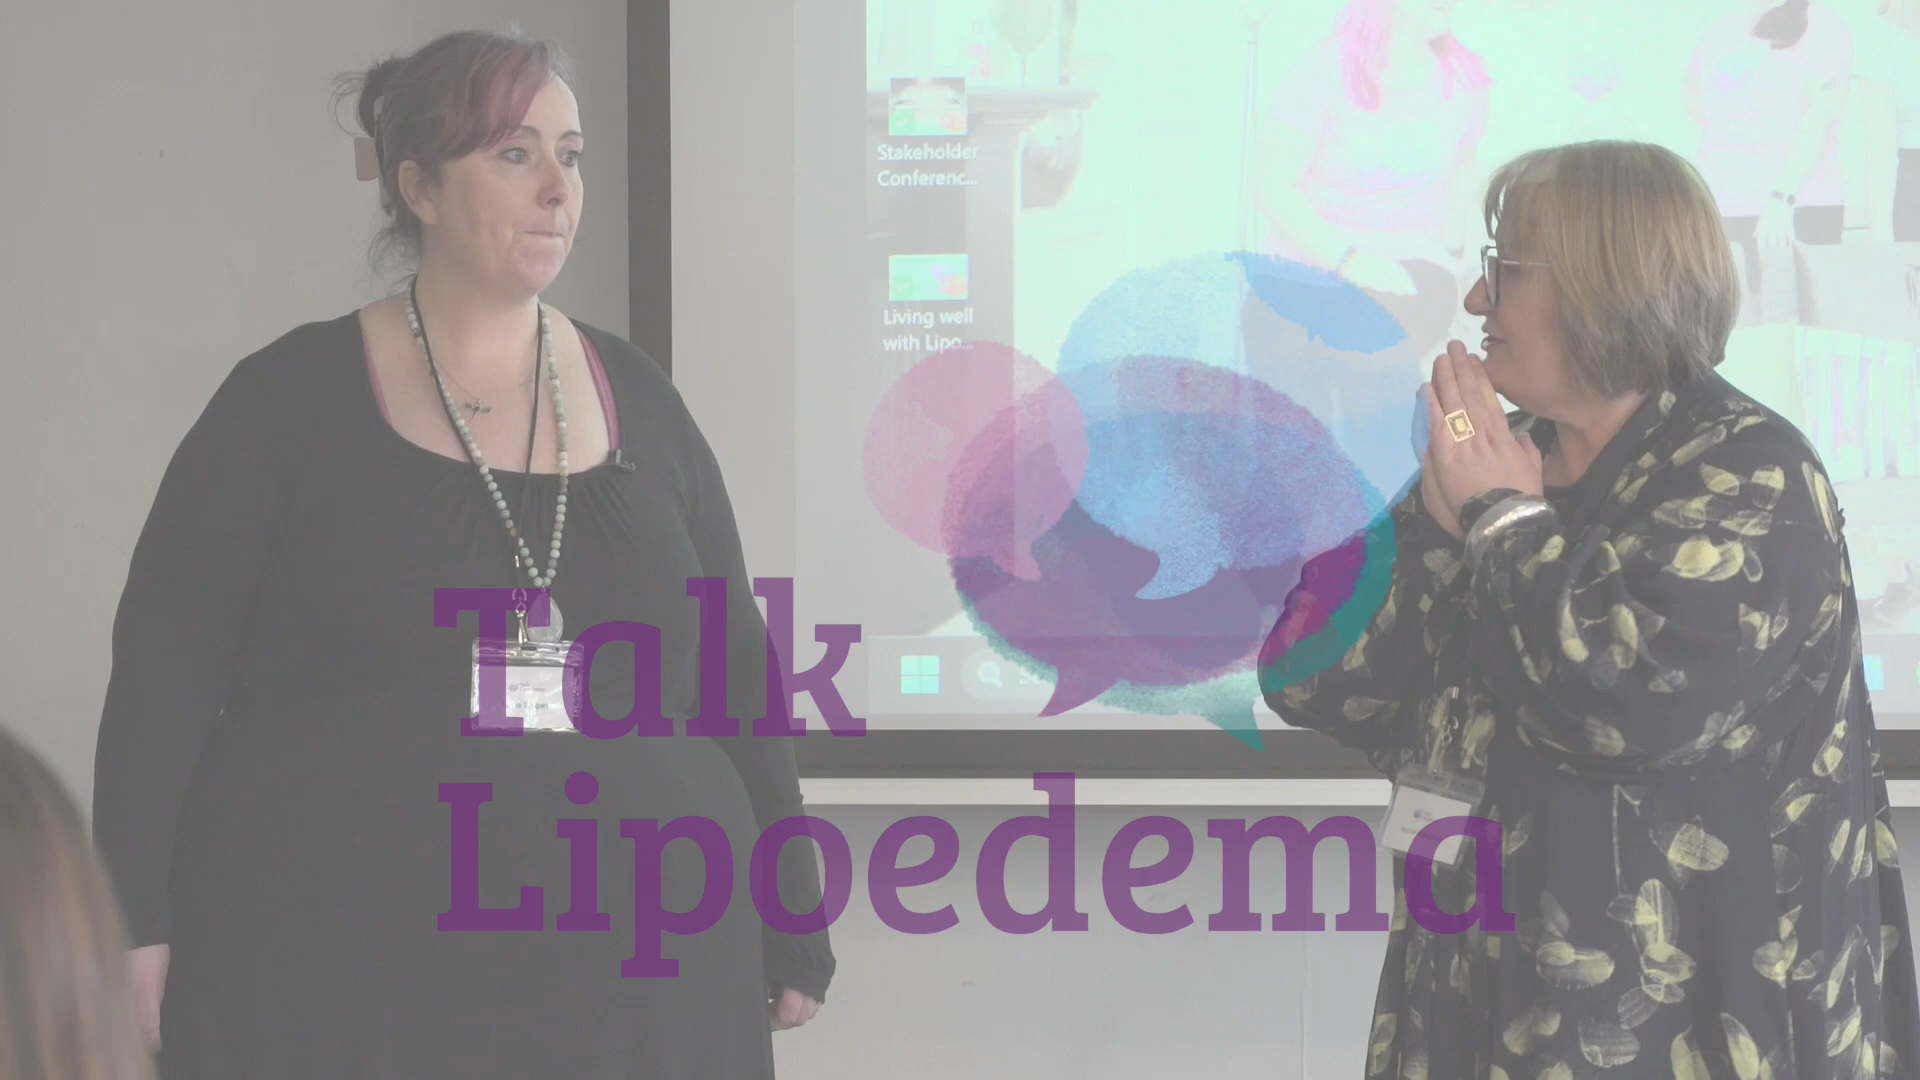 Stakeholder
Conferenc...
Living well
with Lipo...
Talk
Lipoedema